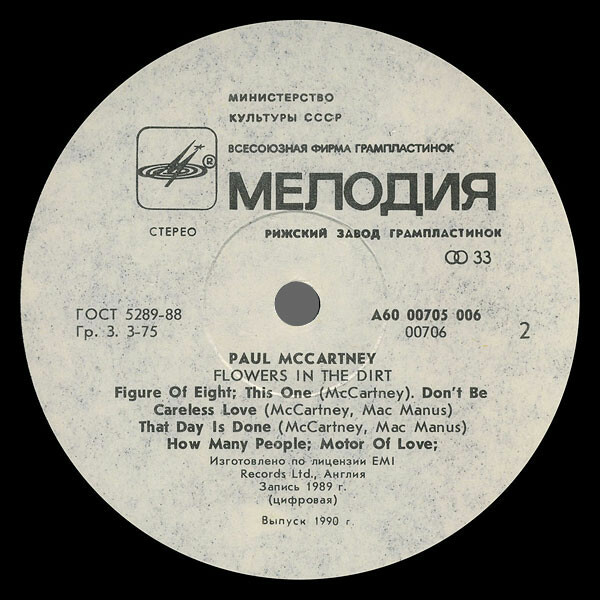 МИНИСТЕРСТВО
КУЛЬТУРЫ СССР
ВСЕСОЮЗНАЯ ФИРМА ГРАМПЛАСТИНОК
®
МЕЛОДИЯ
СТЕРЕО
РИЖСКИЙ ЗАВОД ГРАМПЛАСТИНОК
33
ГОСТ 5289-88
Гр. 3. 3-75
А60 00705 006
00706
2
PAUL MCCARTNEY
FLOWERS IN THE DIRT
Figure Of Eight; This One (McCartney). Don't Be
Careless Love (McCartney, Mac Manus)
That Day Is Done (McCartney, Mac Manus)
How Many People; Motor Of Love;
Изготовлено по лицензии EMI
Records Ltd., Англия
Запись 1989 г.
(цифровая)
Выпуск 1990 г.